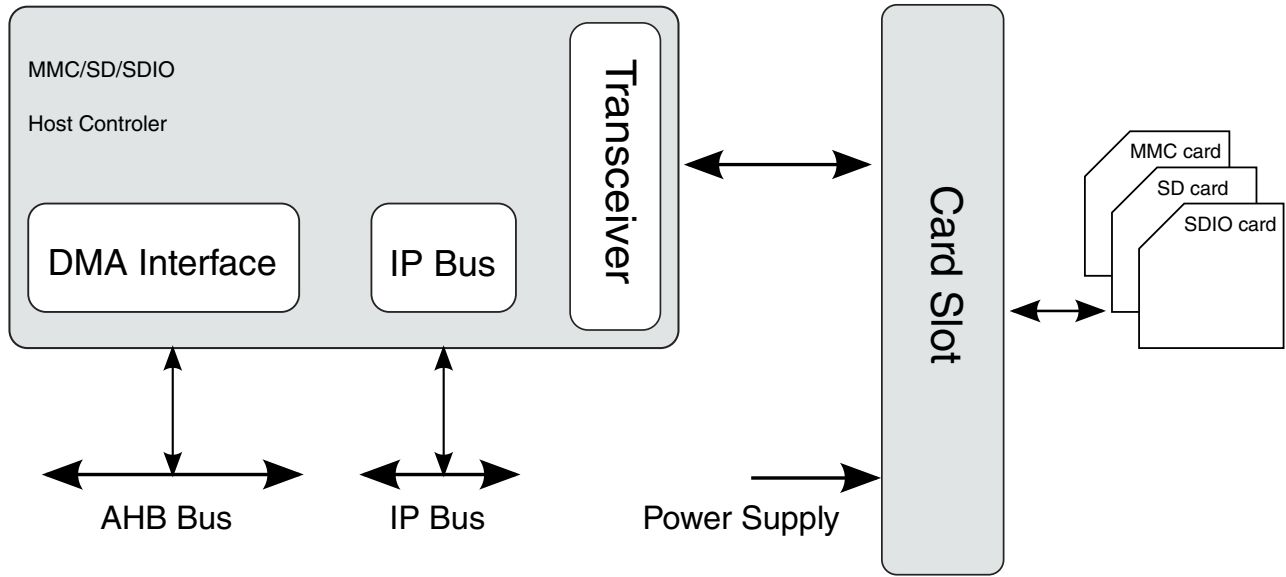 MMC/SD/SDIO
Host Controler
Transceiver
DMA Interface
IP Bus
Card Slot
MMC card
SD card
SDIO card
AHB Bus
IP Bus
Power Supply